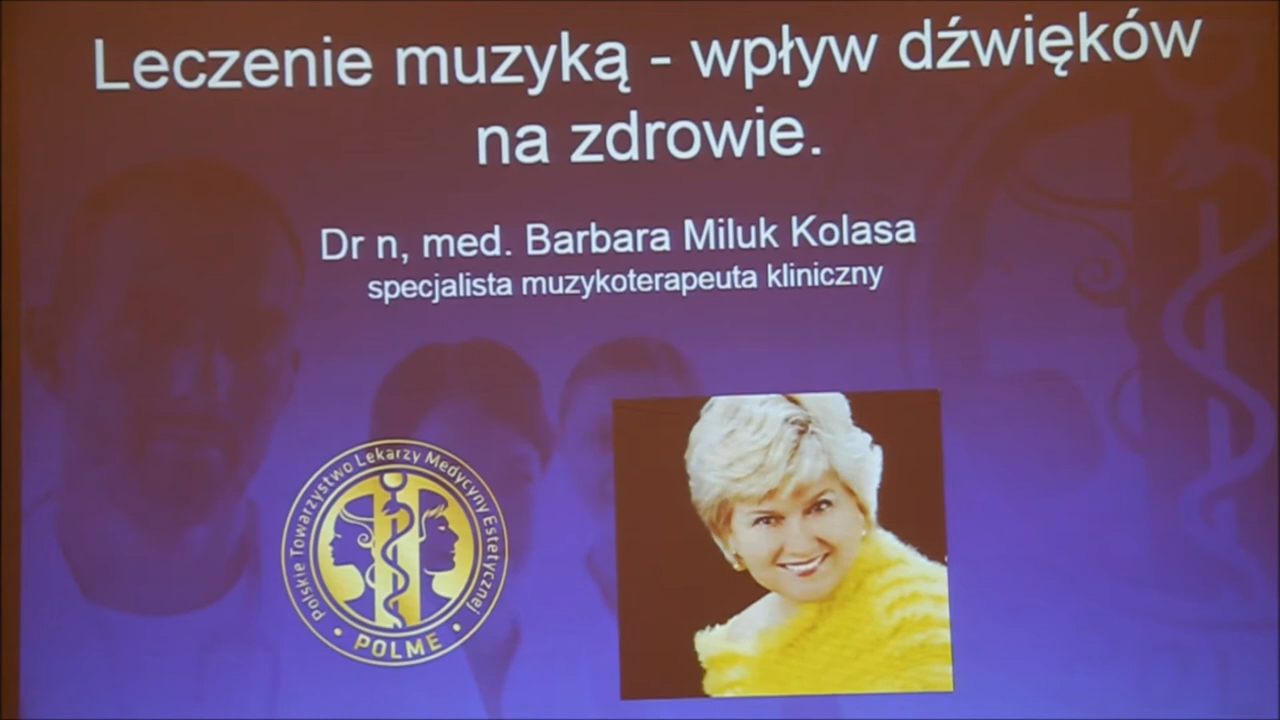 Leczenie muzyką - wpływ dźwięków
na zdrowie.
Dr n, med. Barbara Miluk Kolasa
specjalista muzykoterapeuta kliniczny
Polskie Towarzystwo Lekarzy Medycyny Estetycznej
• POLME •